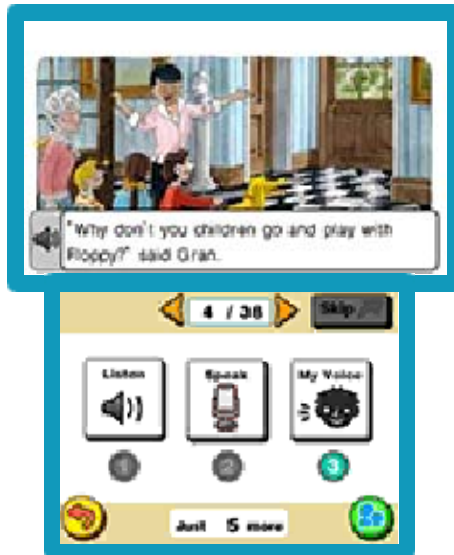 "Why don't you children go and play with
Floppy?" said Gran.
4 / 38
Skip
Listen
Speak
My Voice
1
2
3
Just 15 more